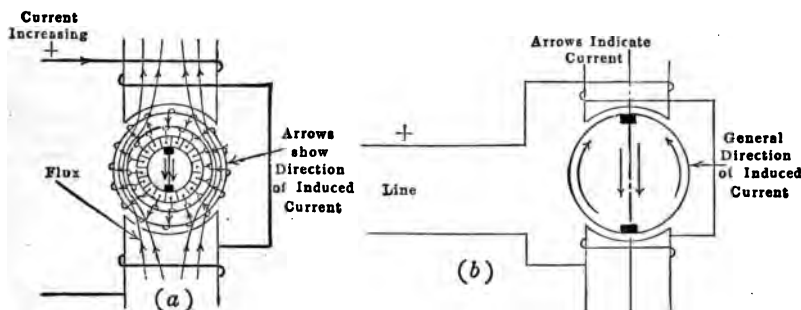 Current
Increasing
+
Flux
Arrows
show
Direction
of Induced
Current
(a)
Arrows Indicate
Current
+
Line
General
Direction
of Induced
Current
(b)